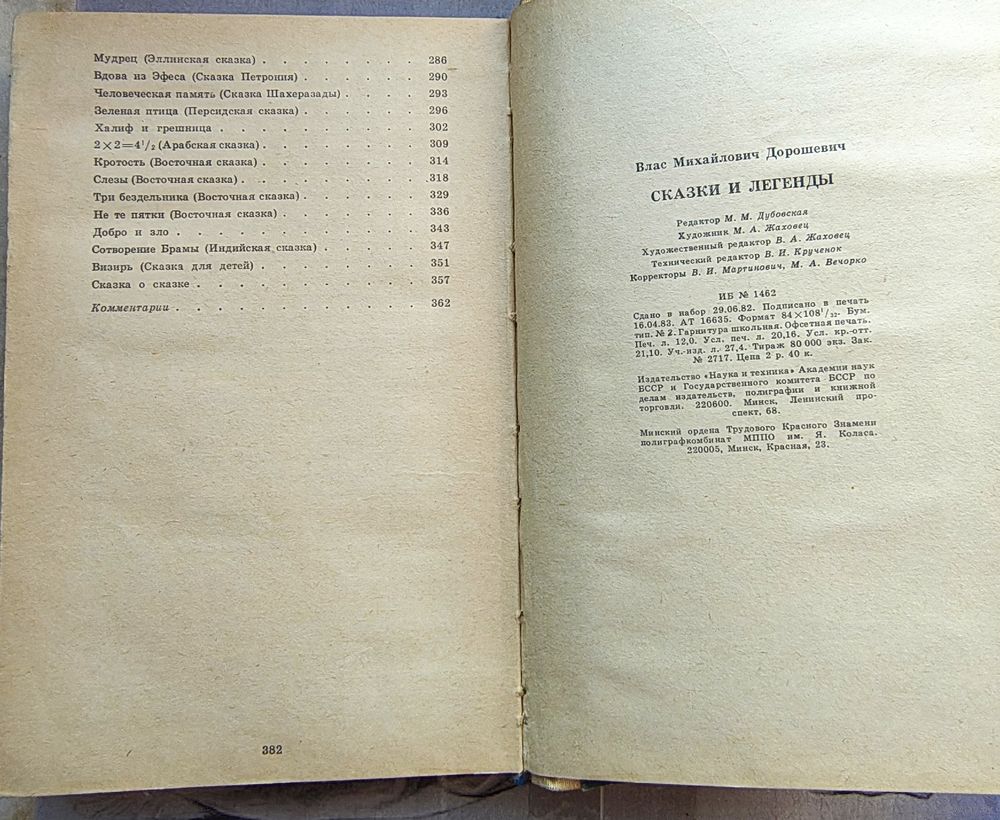 Мудрец (Эллинская сказка) . . . . . . . . 286
Вдова из Эфеса (Сказка Петрония) . . . . . . 290
Человеческая память (Сказка Шахеразады) . . . . 293
Зеленая птица (Персидская сказка) . . . . . . 296
Халиф и грешница . . . . . . . . . . 302
2×2=4¹/₂ (Арабская сказка) . . . . . . . . 309
Кротость (Восточная сказка) . . . . . . . . 314
Слезы (Восточная сказка) . . . . . . . . . 318
Три бездельника (Восточная сказка) . . . . . . 329
Не те пятки (Восточная сказка) . . . . . . . 336
Добро и зло . . . . . . . . . . . . 343
Сотворение Брамы (Индийская сказка) . . . . . 347
Визирь (Сказка для детей) . . . . . . . . 351
Сказка о сказке . . . . . . . . . . . 357
Комментарии . . . . . . . . . . . . 362
382
Влас Михайлович Дорошевич
СКАЗКИ И ЛЕГЕНДЫ
Редактор М. М. Дубовская
Художник М. А. Жаховец
Художественный редактор В. А. Жаховец
Технический редактор В. И. Крученок
Корректоры В. И. Мартинович, М. А. Вечорко
ИБ № 1462
Сдано в набор 29.06.82. Подписано в печать
16.04.83. АТ 16635. Формат 84×108¹/₃₂. Бум.
тип. № 2. Гарнитура школьная. Офсетная печать.
Печ. л. 12,0. Усл. печ. л. 20,16. Усл. кр.-отт.
21,10. Уч.-изд. л. 27,4. Тираж 80 000 экз. Зак.
№ 2717. Цена 2 р. 40 к.
Издательство «Наука и техника» Академии наук
БССР и Государственного комитета БССР по
делам издательств, полиграфии и книжной
торговли. 220600. Минск, Ленинский про-
спект, 68.
Минский ордена Трудового Красного Знамени
полиграфкомбинат МППО им. Я. Коласа.
220005, Минск, Красная, 23.